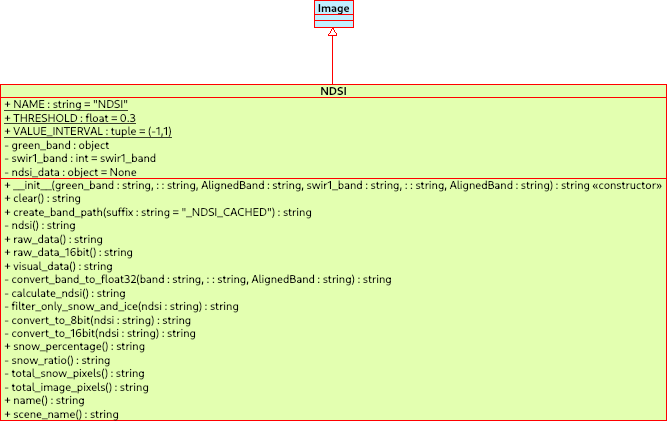 Image
NDSI
+ NAME : string = "NDSI"
+ THRESHOLD : float = 0.3
+ VALUE_INTERVAL : tuple = (-1,1)
- green_band : object
- swir1_band : int = swir1_band
- ndsi_data : object = None
+ __init__(green_band : string, : : string, AlignedBand : string, swir1_band : string, : : string, AlignedBand : string) : string «constructor»
+ clear() : string
+ create_band_path(suffix : string = "_NDSI_CACHED") : string
- ndsi() : string
+ raw_data() : string
+ raw_data_16bit() : string
+ visual_data() : string
- convert_band_to_float32(band : string, : : string, AlignedBand : string) : string
- calculate_ndsi() : string
- filter_only_snow_and_ice(ndsi : string) : string
- convert_to_8bit(ndsi : string) : string
- convert_to_16bit(ndsi : string) : string
+ snow_percentage() : string
- snow_ratio() : string
- total_snow_pixels() : string
- total_image_pixels() : string
+ name() : string
+ scene_name() : string